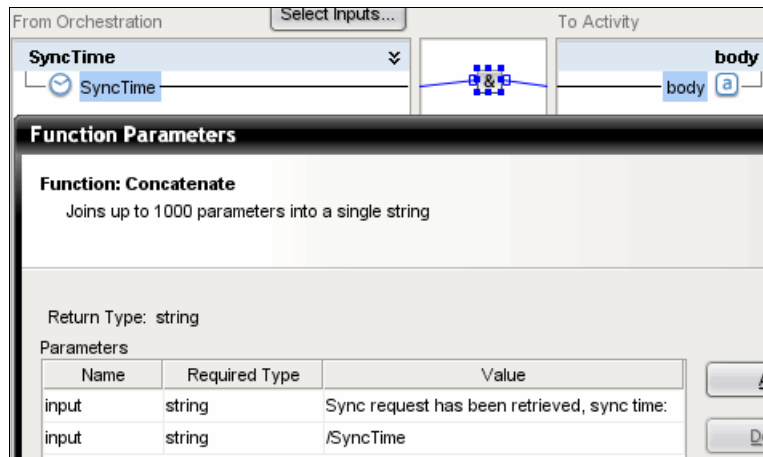 From Orchestration Select Inputs... To Activity
SyncTime body
SyncTime & body a
Function Parameters
Function: Concatenate
Joins up to 1000 parameters into a single string
Return Type: string
Parameters
Name Required Type Value
input string Sync request has been retrieved, sync time:
input string /SyncTime